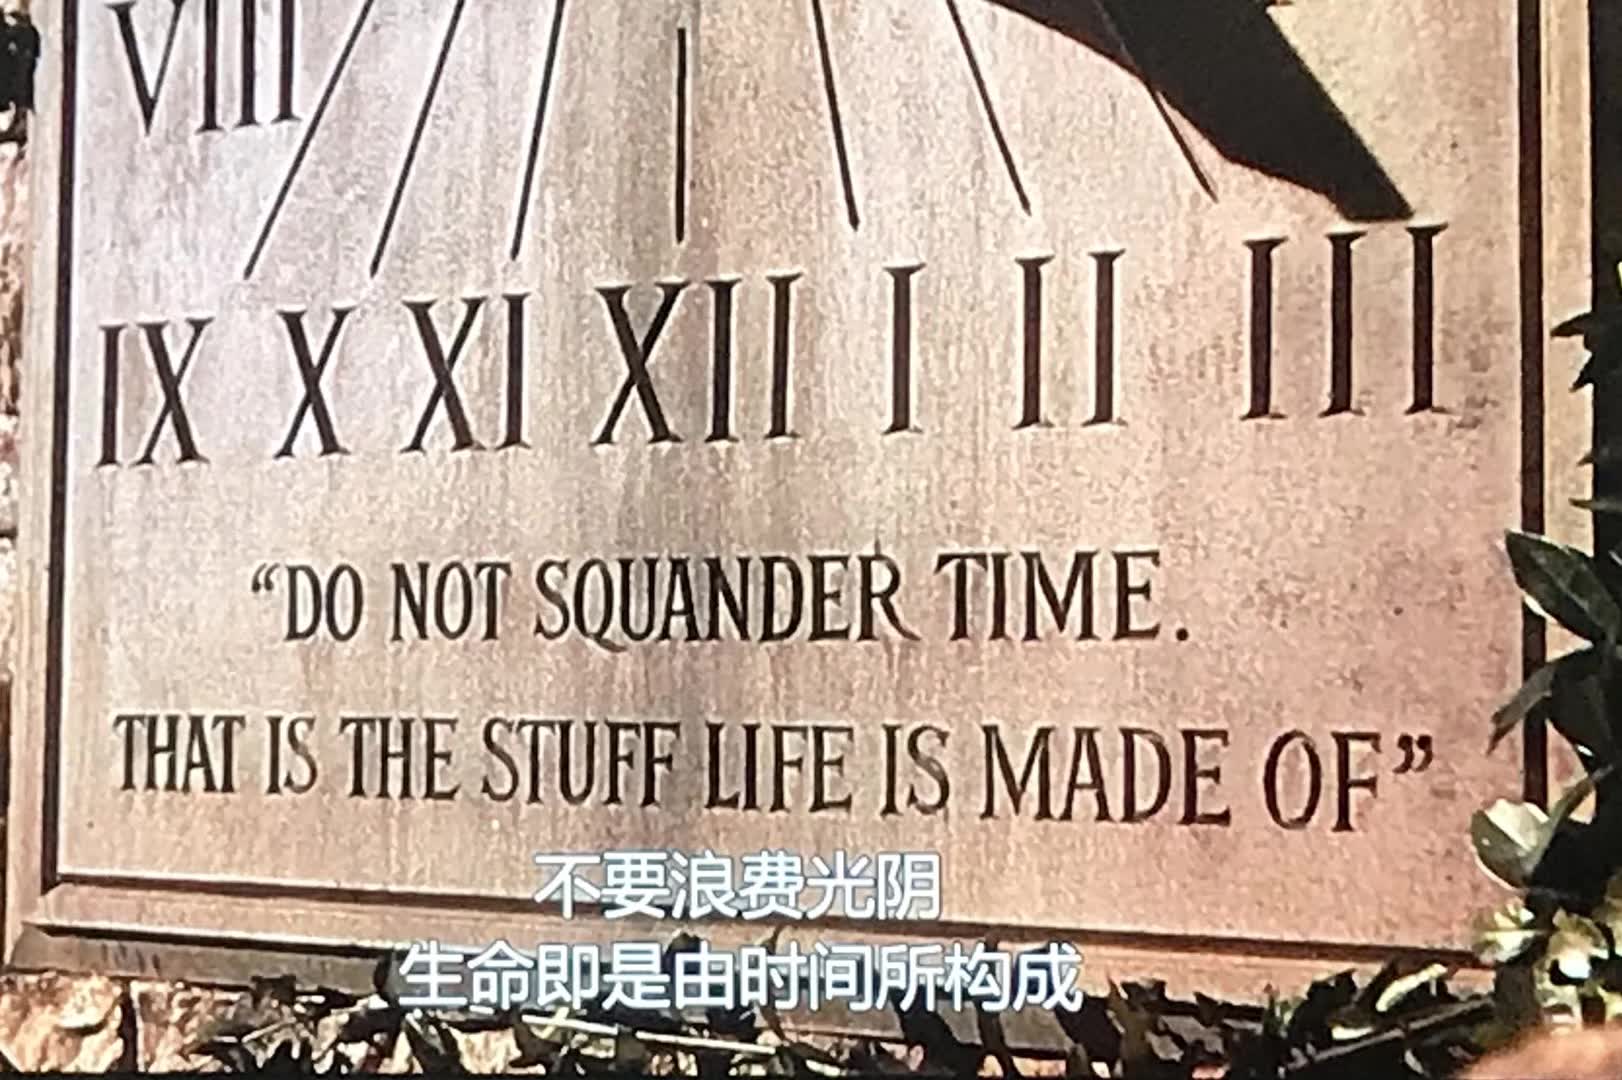 VIII
IX X XI XII I II III
“DO NOT SQUANDER TIME.
THAT IS THE STUFF LIFE IS MADE OF”
不要浪费光阴
生命即是由时间所构成